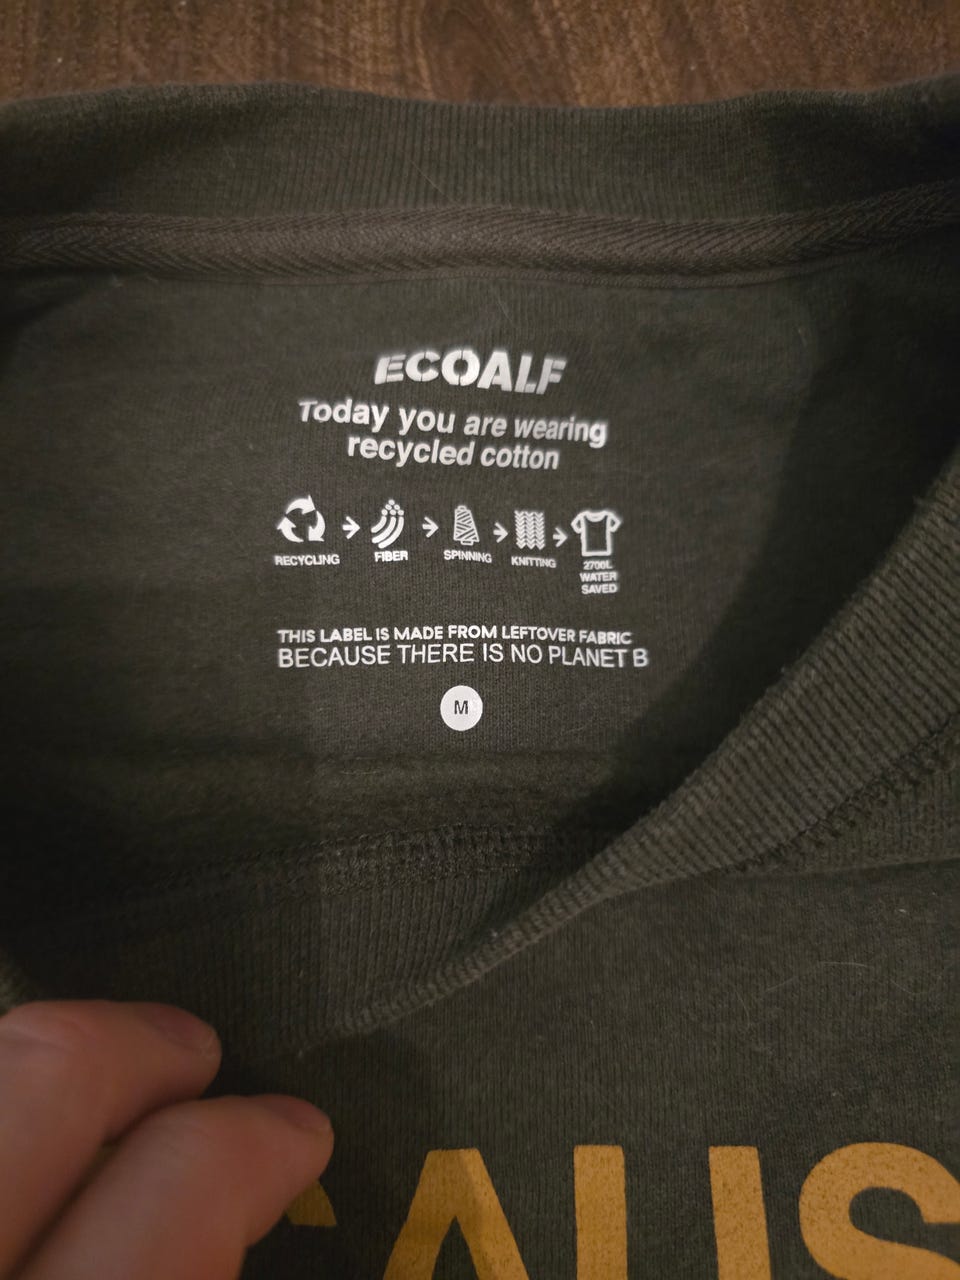 ECOALF
Today you are wearing
recycled cotton
RECYCLING
FIBER
SPINNING
KNITTING
2700L
WATER
SAVED
THIS LABEL IS MADE FROM LEFTOVER FABRIC
BECAUSE THERE IS NO PLANET B
M
CAUS